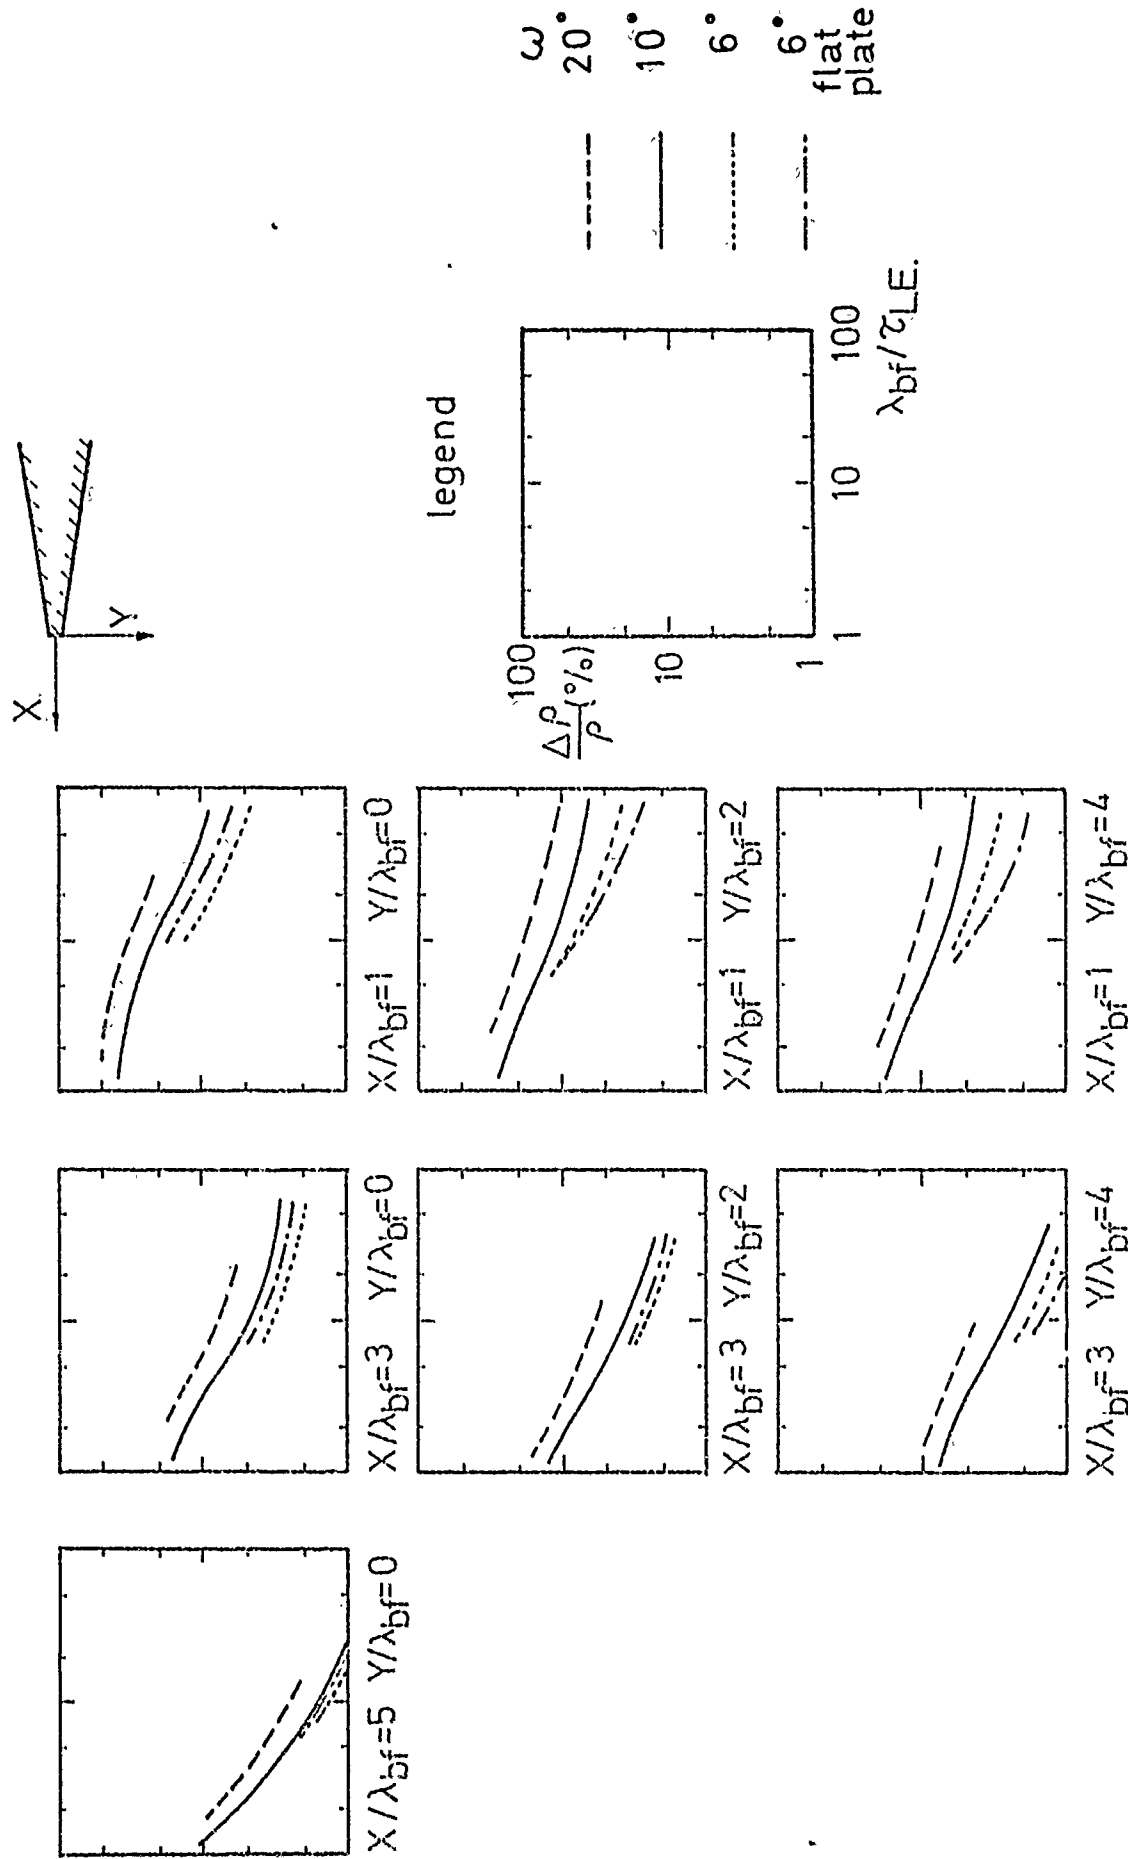 X
Y
X/λbf=5 Y/λbf=0
X/λbf=3 Y/λbf=0
X/λbf=1 Y/λbf=0
X/λbf=3 Y/λbf=2
X/λbf=1 Y/λbf=2
X/λbf=3 Y/λbf=4
X/λbf=1 Y/λbf=4
legend
100
Δρ/ρ (%)
10
1
1 10 100
λbf/τLE.
ω
20°
10°
6°
6°
flat
plate